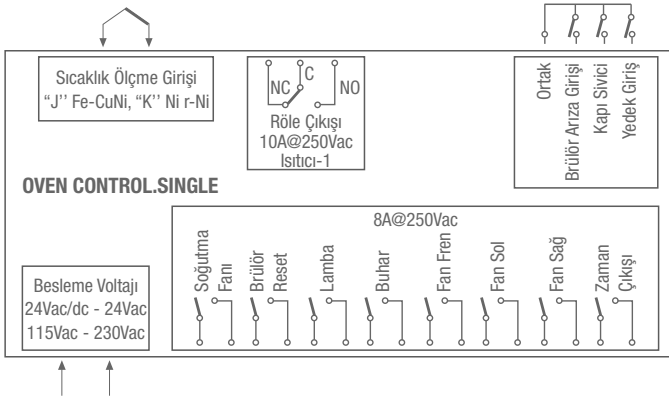 Sıcaklık Ölçme Girişi
“J’’ Fe-CuNi, “K’’ Ni r-Ni
NC
C
NO
Röle Çıkışı
10A@250Vac
Isıtıcı-1
Ortak
Brülör Arıza Girişi
Kapı Sivici
Yedek Giriş
OVEN CONTROL.SINGLE
8A@250Vac
Soğutma
Fanı
Brülör
Reset
Lamba
Buhar
Fan Fren
Fan Sol
Fan Sağ
Zaman
Çıkışı
Besleme Voltajı
24Vac/dc - 24Vac
115Vac - 230Vac